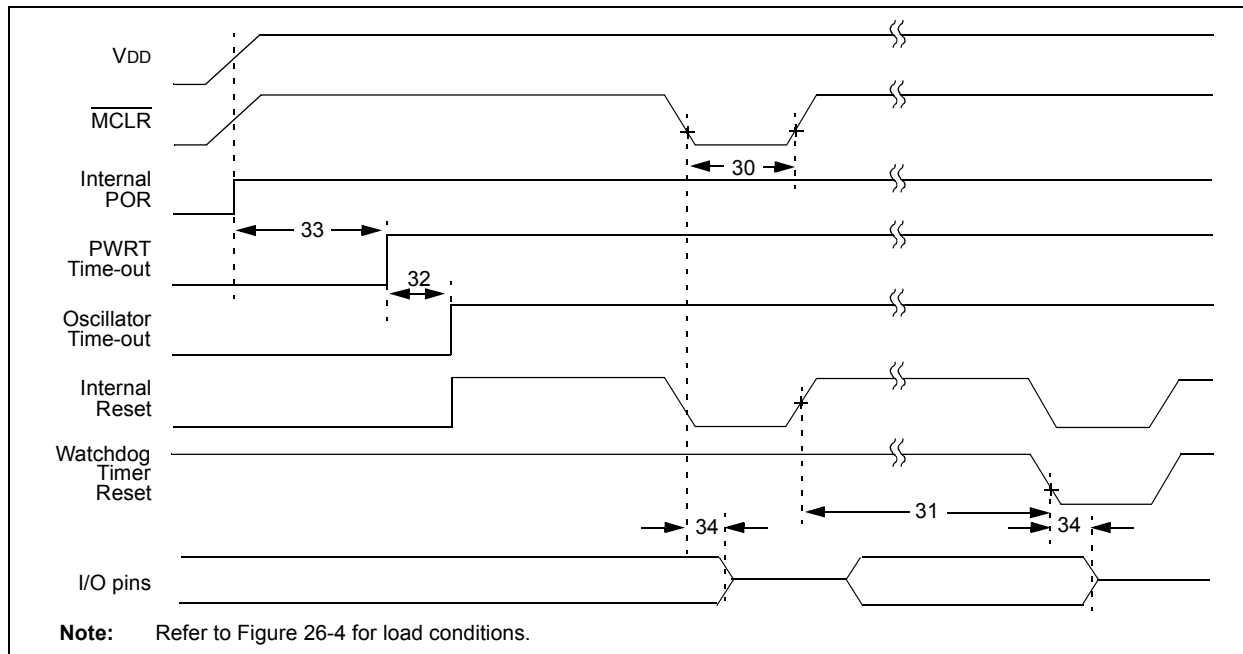 VDD
MCLR
30
Internal
POR
33
PWRT
Time-out
32
Oscillator
Time-out
Internal
Reset
Watchdog
Timer
Reset
31
34
34
I/O pins
Note: Refer to Figure 26-4 for load conditions.